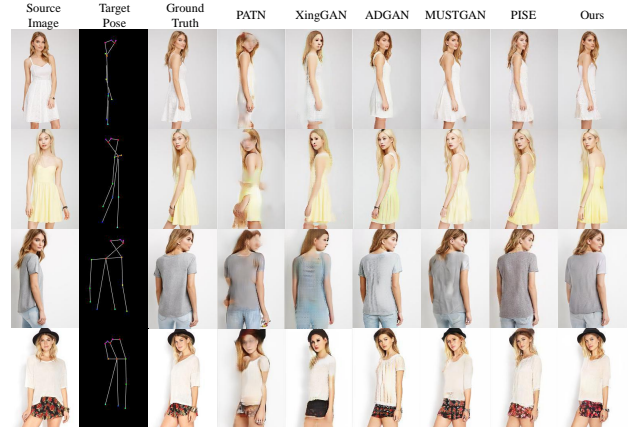 Source Image
Target Pose
Ground Truth
PATN
XingGAN
ADGAN
MUSTGAN
PISE
Ours